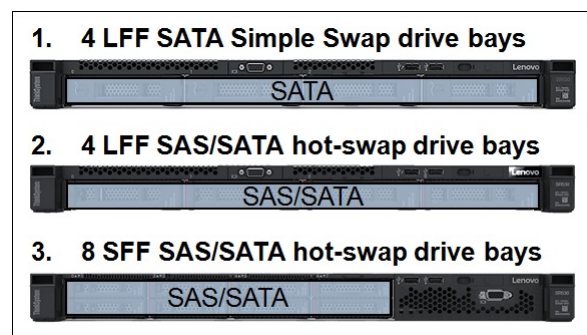 1. 4 LFF SATA Simple Swap drive bays
Lenovo
SATA
2. 4 LFF SAS/SATA hot-swap drive bays
Lenovo
SAS/SATA
3. 8 SFF SAS/SATA hot-swap drive bays
Lenovo
SAS/SATA